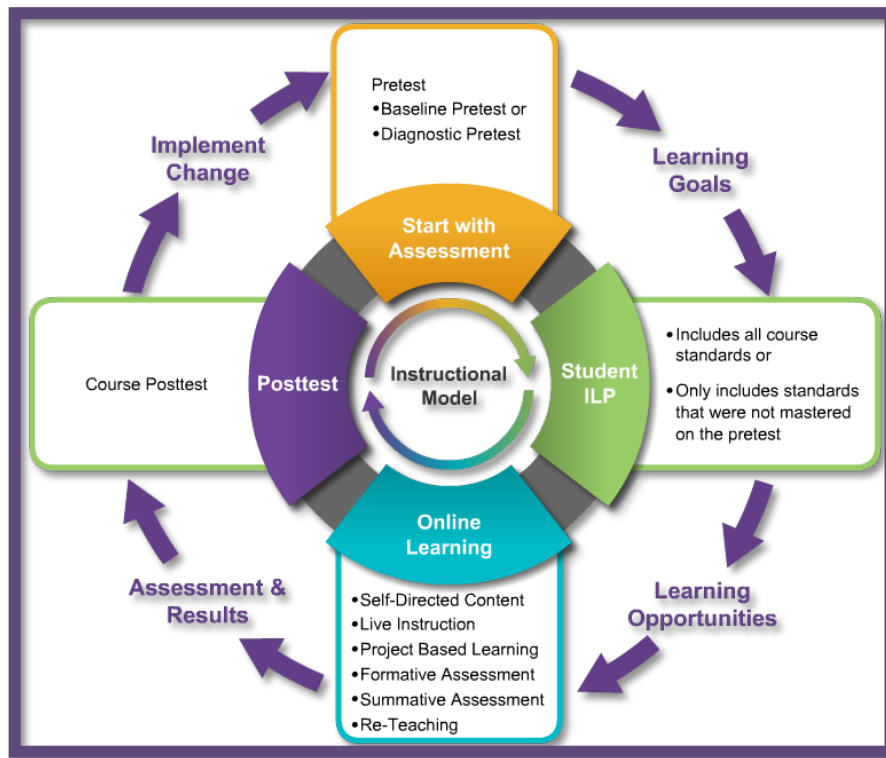 Pretest
•Baseline Pretest or
•Diagnostic Pretest
Start with
Assessment
Learning
Goals
•Includes all course
standards or
•Only includes standards
that were not mastered
on the pretest
Student
ILP
Learning
Opportunities
Online
Learning
•Self-Directed Content
•Live Instruction
•Project Based Learning
•Formative Assessment
•Summative Assessment
•Re-Teaching
Assessment &
Results
Course Posttest
Posttest
Implement
Change
Instructional
Model